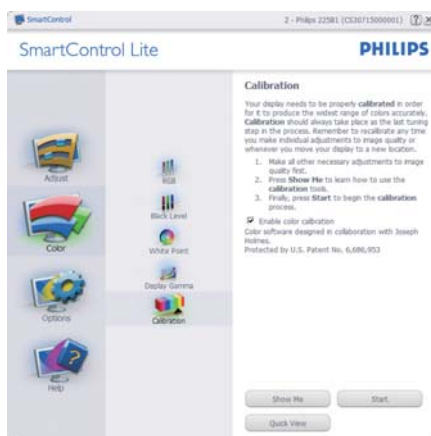 SmartControl
2 - Philips 225B1 (CS30715000001)
SmartControl Lite
PHILIPS
Adjust
Color
Options
Help
RGB
Black Level
White Point
Display Gamma
Calibration
Calibration
Your display needs to be properly calibrated in order
for it to produce the widest range of colors accurately.
Calibration should always take place as the last tuning
step in the process. Remember to recalibrate any time
you make individual adjustments to image quality or
whenever you move your display to a new location.
1. Make all other necessary adjustments to image
quality first.
2. Press Show Me to learn how to use the
calibration tools.
3. Finally, press Start to begin the calibration
process.
Enable color calibration
Color software designed in collaboration with Joseph
Holmes.
Protected by U.S. Patent No. 6,686,953
Show Me
Start
Quick View